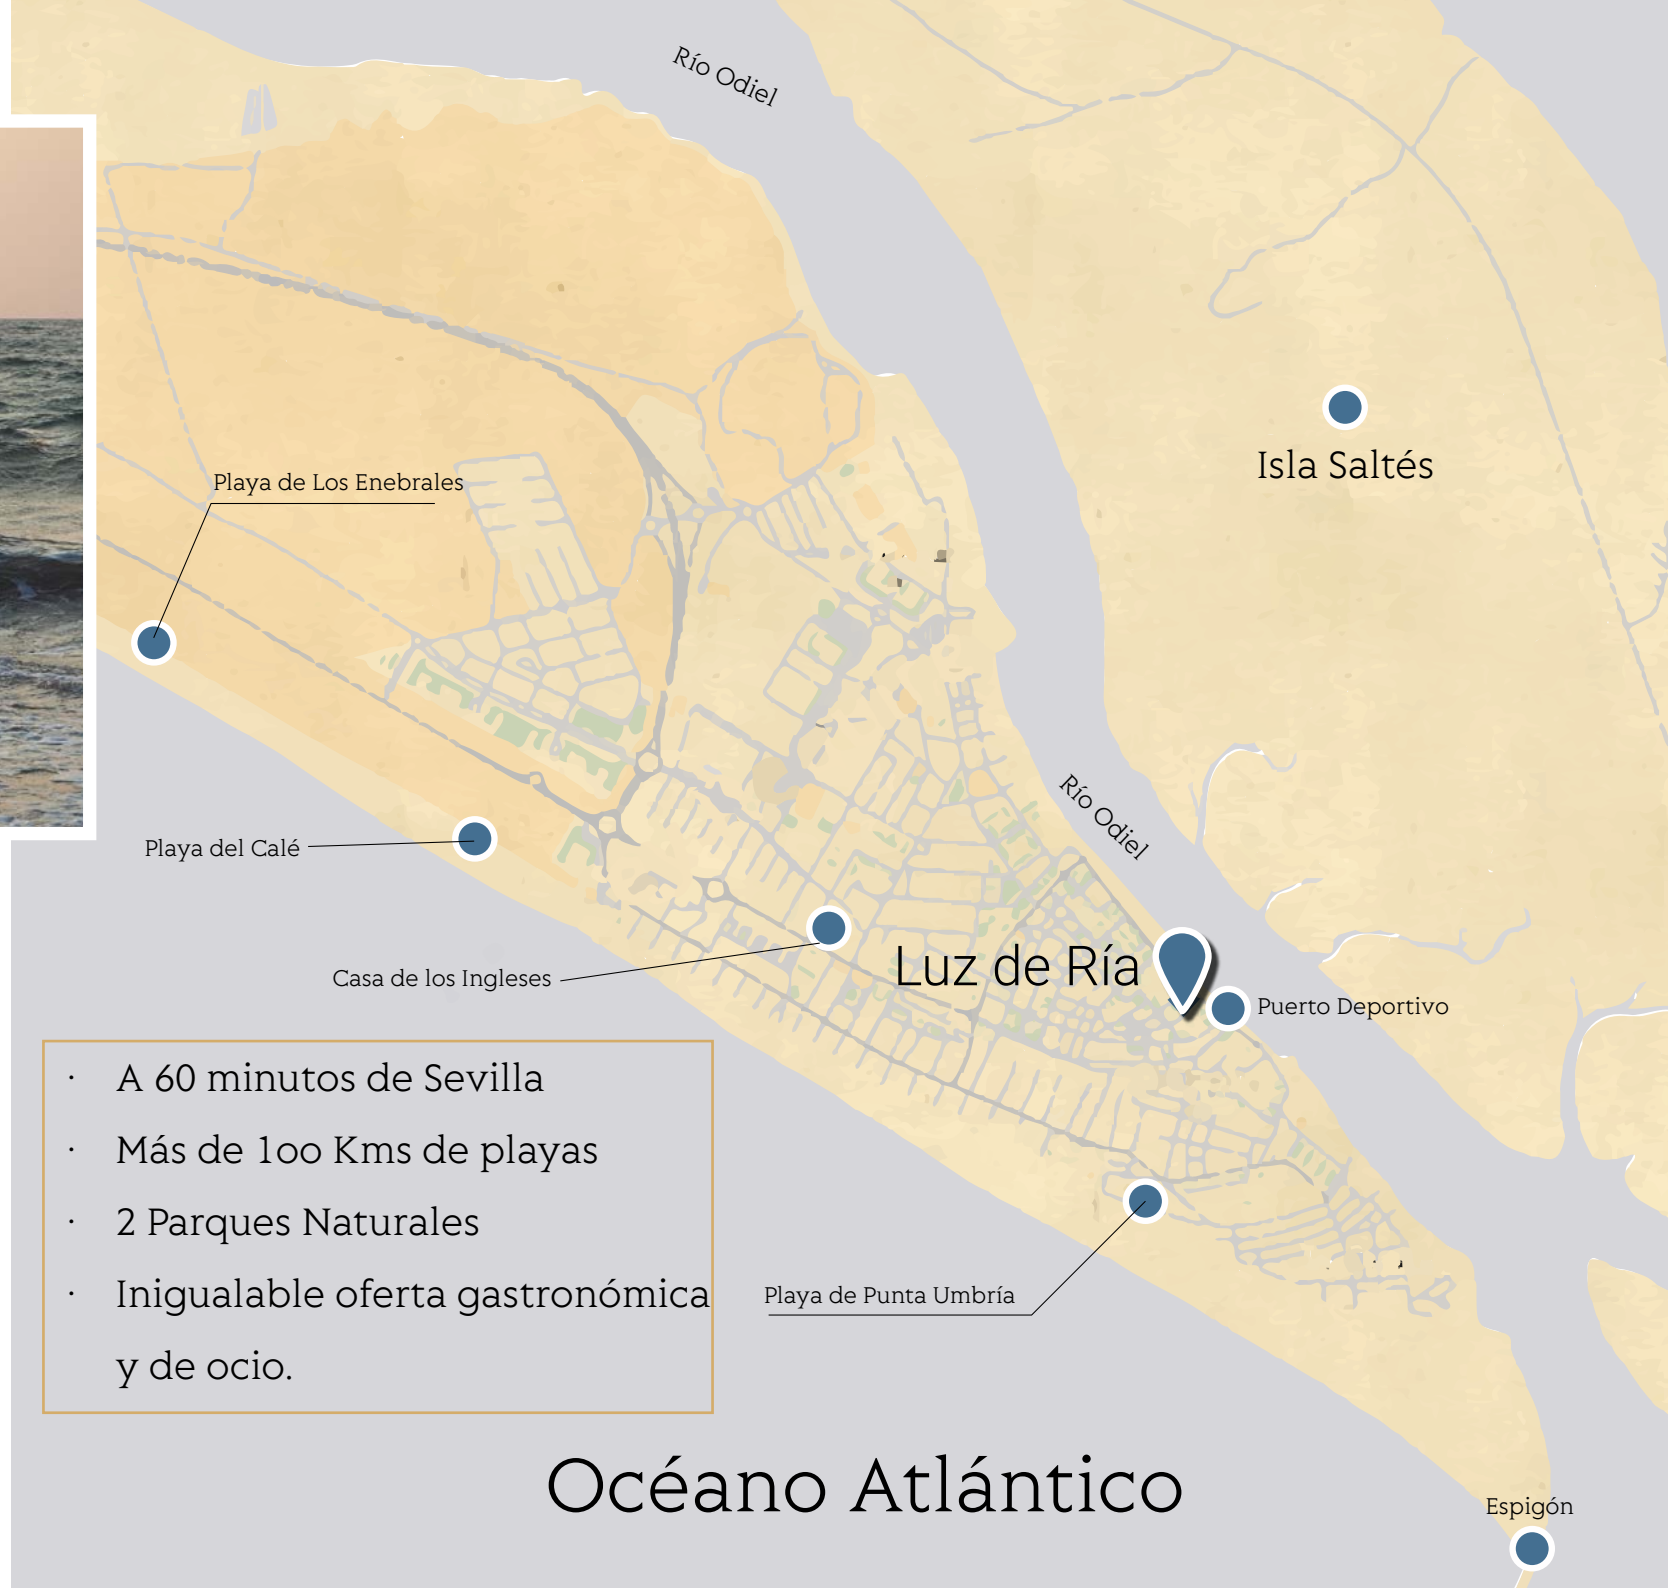 Río Odiel
Isla Saltés
Playa de Los Enebrales
Río Odiel
Playa del Calé
Luz de Ría
Casa de los Ingleses
Puerto Deportivo
· A 60 minutos de Sevilla
· Más de 1oo Kms de playas
· 2 Parques Naturales
· Inigualable oferta gastronómica
y de ocio.
Playa de Punta Umbría
Océano Atlántico
Espigón